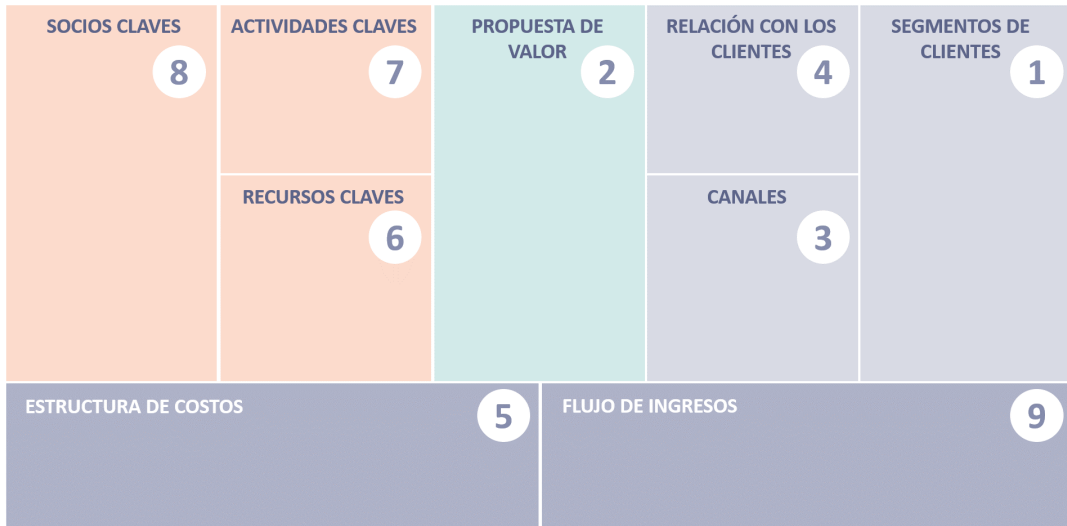 SOCIOS CLAVES
8
ACTIVIDADES CLAVES
7
RECURSOS CLAVES
6
PROPUESTA DE
VALOR
2
RELACIÓN CON LOS
CLIENTES
4
CANALES
3
SEGMENTOS DE
CLIENTES
1
ESTRUCTURA DE COSTOS
5
FLUJO DE INGRESOS
9